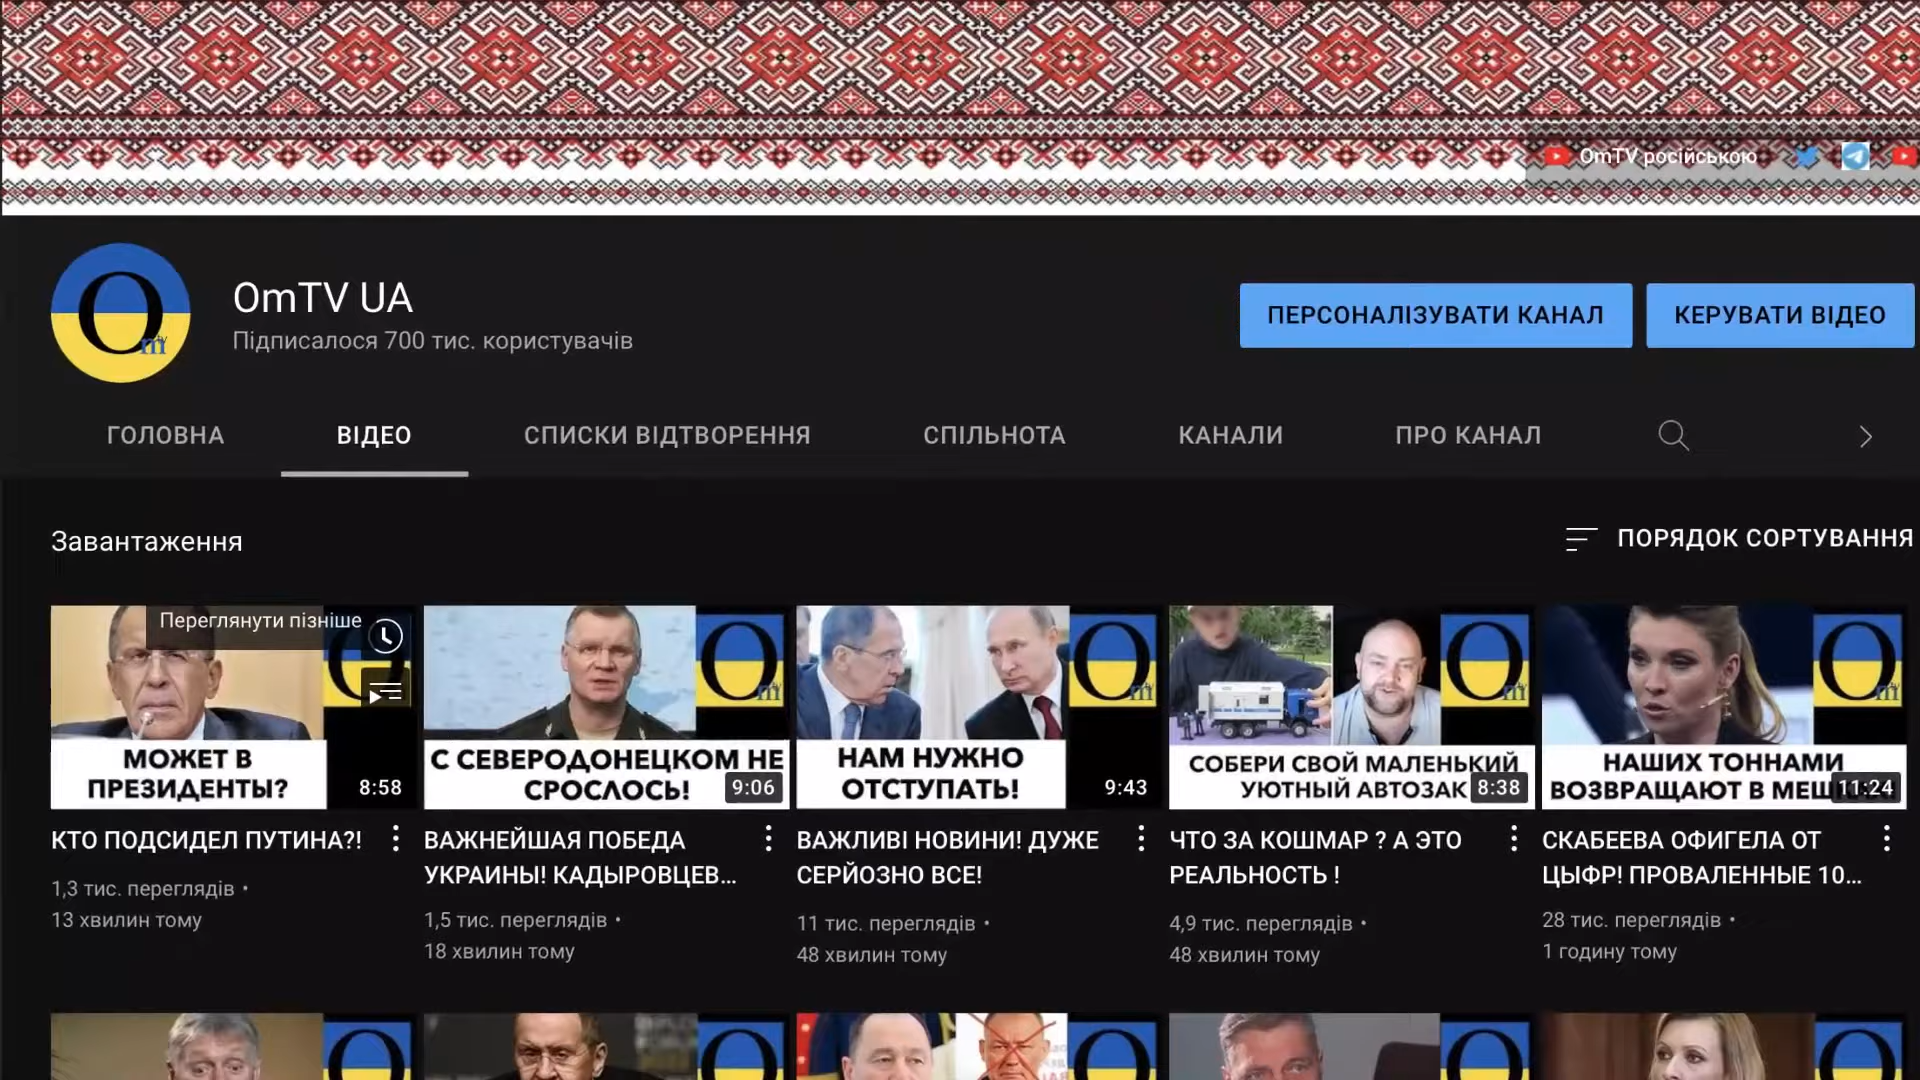 OmTV російською
OmTV UA
Підписалося 700 тис. користувачів
ПЕРСОНАЛІЗУВАТИ КАНАЛ
КЕРУВАТИ ВІДЕО
ГОЛОВНА
ВІДЕО
СПИСКИ ВІДТВОРЕННЯ
СПІЛЬНОТА
КАНАЛИ
ПРО КАНАЛ
Завантаження
ПОРЯДОК СОРТУВАННЯ
Переглянути пізніше
МОЖЕТ В
ПРЕЗИДЕНТЫ?
8:58
КТО ПОДСИДЕЛ ПУТИНА?!
1,3 тис. переглядів •
13 хвилин тому
С СЕВЕРОДОНЕЦКОМ НЕ
СРОСЛОСЬ!
9:06
ВАЖНЕЙШАЯ ПОБЕДА
УКРАИНЫ! КАДЫРОВЦЕВ...
1,5 тис. переглядів •
18 хвилин тому
НАМ НУЖНО
ОТСТУПАТЬ!
9:43
ВАЖЛИВІ НОВИНИ! ДУЖЕ
СЕРЙОЗНО ВСЕ!
11 тис. переглядів •
48 хвилин тому
СОБЕРИ СВОЙ МАЛЕНЬКИЙ
УЮТНЫЙ АВТОЗАК
8:38
ЧТО ЗА КОШМАР ? А ЭТО
РЕАЛЬНОСТЬ !
4,9 тис. переглядів •
48 хвилин тому
НАШИХ ТОННАМИ
ВОЗВРАЩАЮТ В
11:24
СКАБЕЕВА ОФИГЕЛА ОТ
ЦЫФР! ПРОВАЛЕННЫЕ 10...
28 тис. переглядів •
1 годину тому